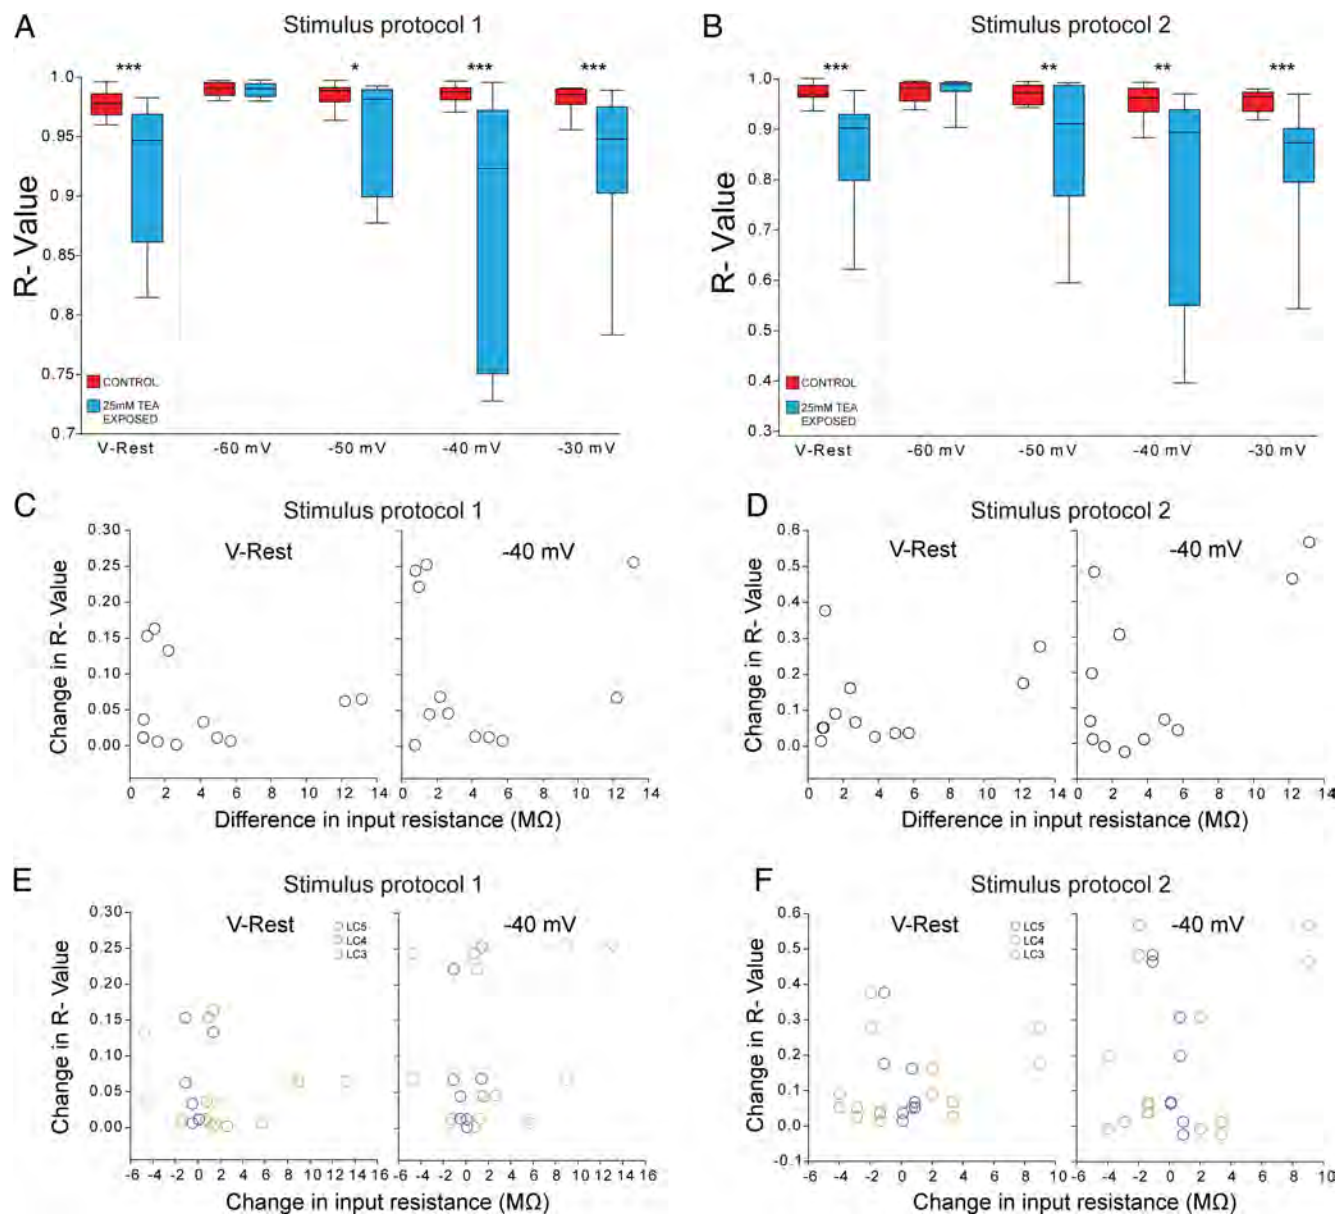 A
Stimulus protocol 1
***
*
***
***
1.0
0.95
0.9
0.85
0.8
0.75
0.7
R- Value
CONTROL
25mM TEA
EXPOSED
V-Rest
-60 mV
-50 mV
-40 mV
-30 mV
B
Stimulus protocol 2
***
**
**
***
1.0
0.9
0.8
0.7
0.6
0.5
0.4
0.3
R- Value
CONTROL
25mM TEA
EXPOSED
V-Rest
-60 mV
-50 mV
-40 mV
-30 mV
C
Stimulus protocol 1
V-Rest
-40 mV
0.30
0.25
0.20
0.15
0.10
0.05
0.00
Change in R- Value
0 2 4 6 8 10 12 14
0 2 4 6 8 10 12 14
Difference in input resistance (MΩ)
D
Stimulus protocol 2
V-Rest
-40 mV
0.6
0.5
0.4
0.3
0.2
0.1
0.0
Change in R- Value
0 2 4 6 8 10 12 14
0 2 4 6 8 10 12 14
Difference in input resistance (MΩ)
E
Stimulus protocol 1
V-Rest
-40 mV
LC5
LC4
LC3
0.30
0.25
0.20
0.15
0.10
0.05
0.00
Change in R- Value
-6 -4 -2 0 2 4 6 8 10 12 14 16
-6 -4 -2 0 2 4 6 8 10 12 14 16
Change in input resistance (MΩ)
F
Stimulus protocol 2
V-Rest
-40 mV
LC5
LC4
LC3
0.6
0.5
0.4
0.3
0.2
0.1
0.0
-0.1
Change in R- Value
-6 -4 -2 0 2 4 6 8 10
-6 -4 -2 0 2 4 6 8 10
Change in input resistance (MΩ)